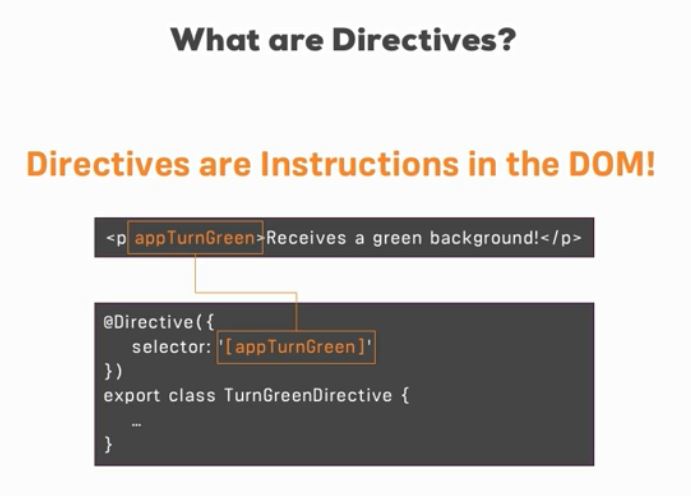 What are Directives?
Directives are Instructions in the DOM!
<p appTurnGreen>Receives a green background!</p>
@Directive({
selector: '[appTurnGreen]'
})
export class TurnGreenDirective {
…
}